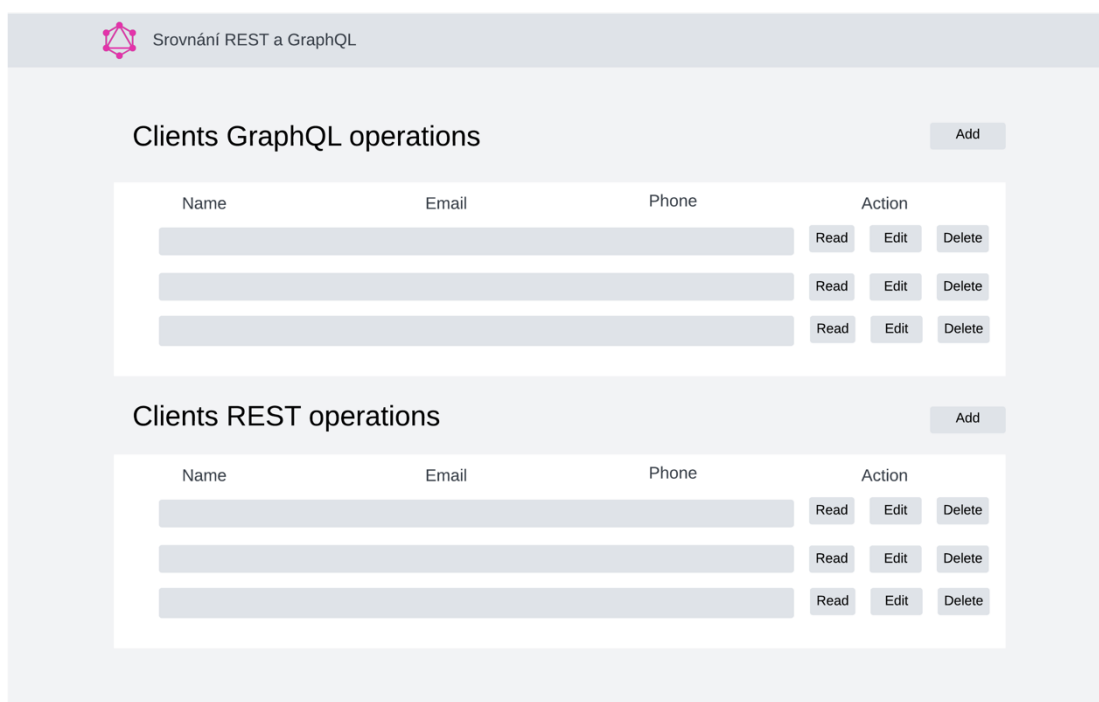 Srovnání REST a GraphQL
Clients GraphQL operations Add
Name Email Phone Action
Read Edit Delete
Read Edit Delete
Read Edit Delete
Clients REST operations Add
Name Email Phone Action
Read Edit Delete
Read Edit Delete
Read Edit Delete